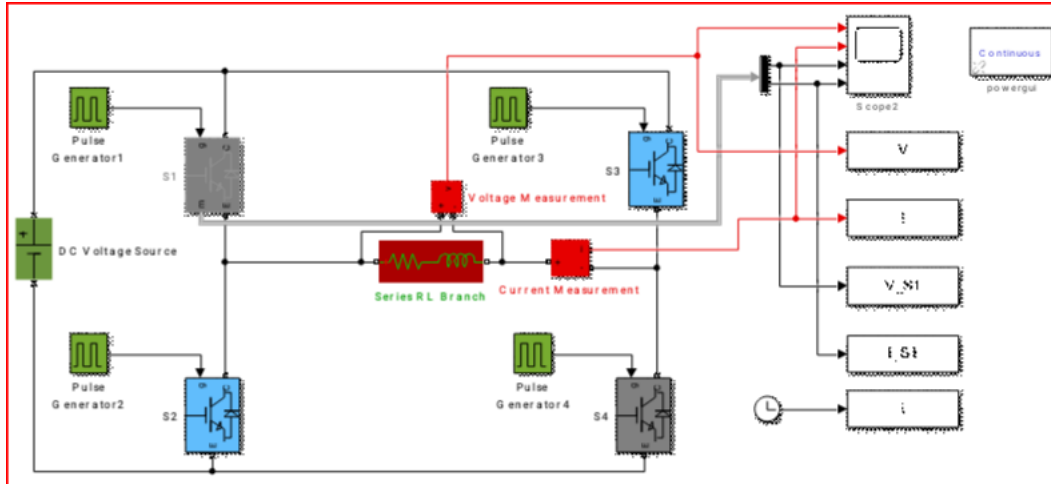 Continuous
powergui
Scope2
Pulse
Generator1
Pulse
Generator3
g
C
S1
m
E
g
C
S3
E
Voltage Measurement
V
DC Voltage Source
+
Series RL Branch
Current Measurement
V_S1
Pulse
Generator2
Pulse
Generator4
g
C
S2
E
g
C
S4
E